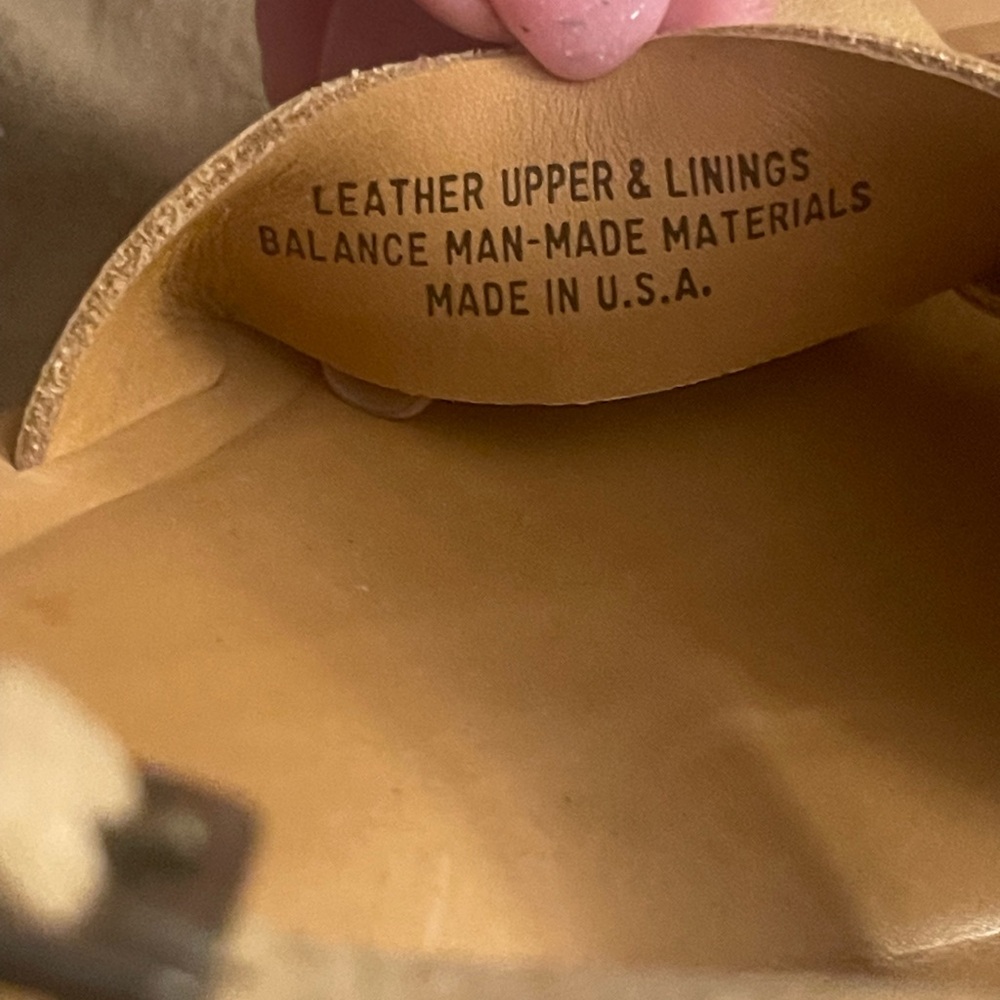 LEATHER UPPER & LININGS
BALANCE MAN-MADE MATERIALS
MADE IN U.S.A.